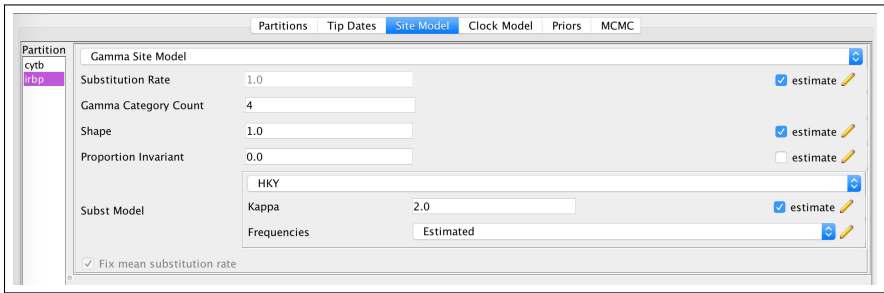 Partitions Tip Dates Site Model Clock Model Priors MCMC
Partition
cytb
irbp
Gamma Site Model
Substitution Rate 1.0 estimate
Gamma Category Count 4
Shape 1.0 estimate
Proportion Invariant 0.0 estimate
HKY
Subst Model Kappa 2.0 estimate
Frequencies Estimated
Fix mean substitution rate